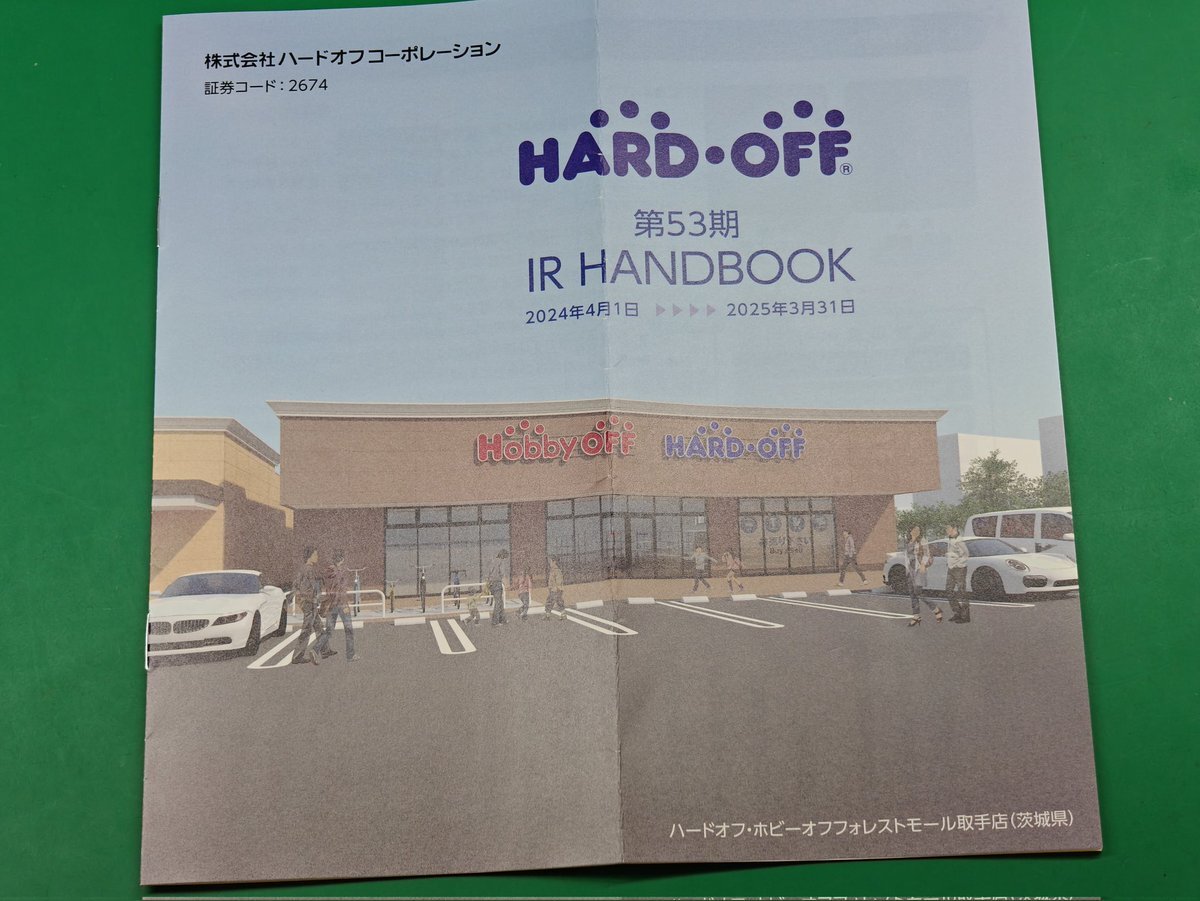 株式会社ハードオフコーポレーション
証券コード：2674
HARD・OFF®
第53期
IR HANDBOOK
2024年4月1日 ▶▶▶▶ 2025年3月31日
Hobby OFF HARD・OFF
ハードオフ・ホビーオフフォレストモール取手店（茨城県）